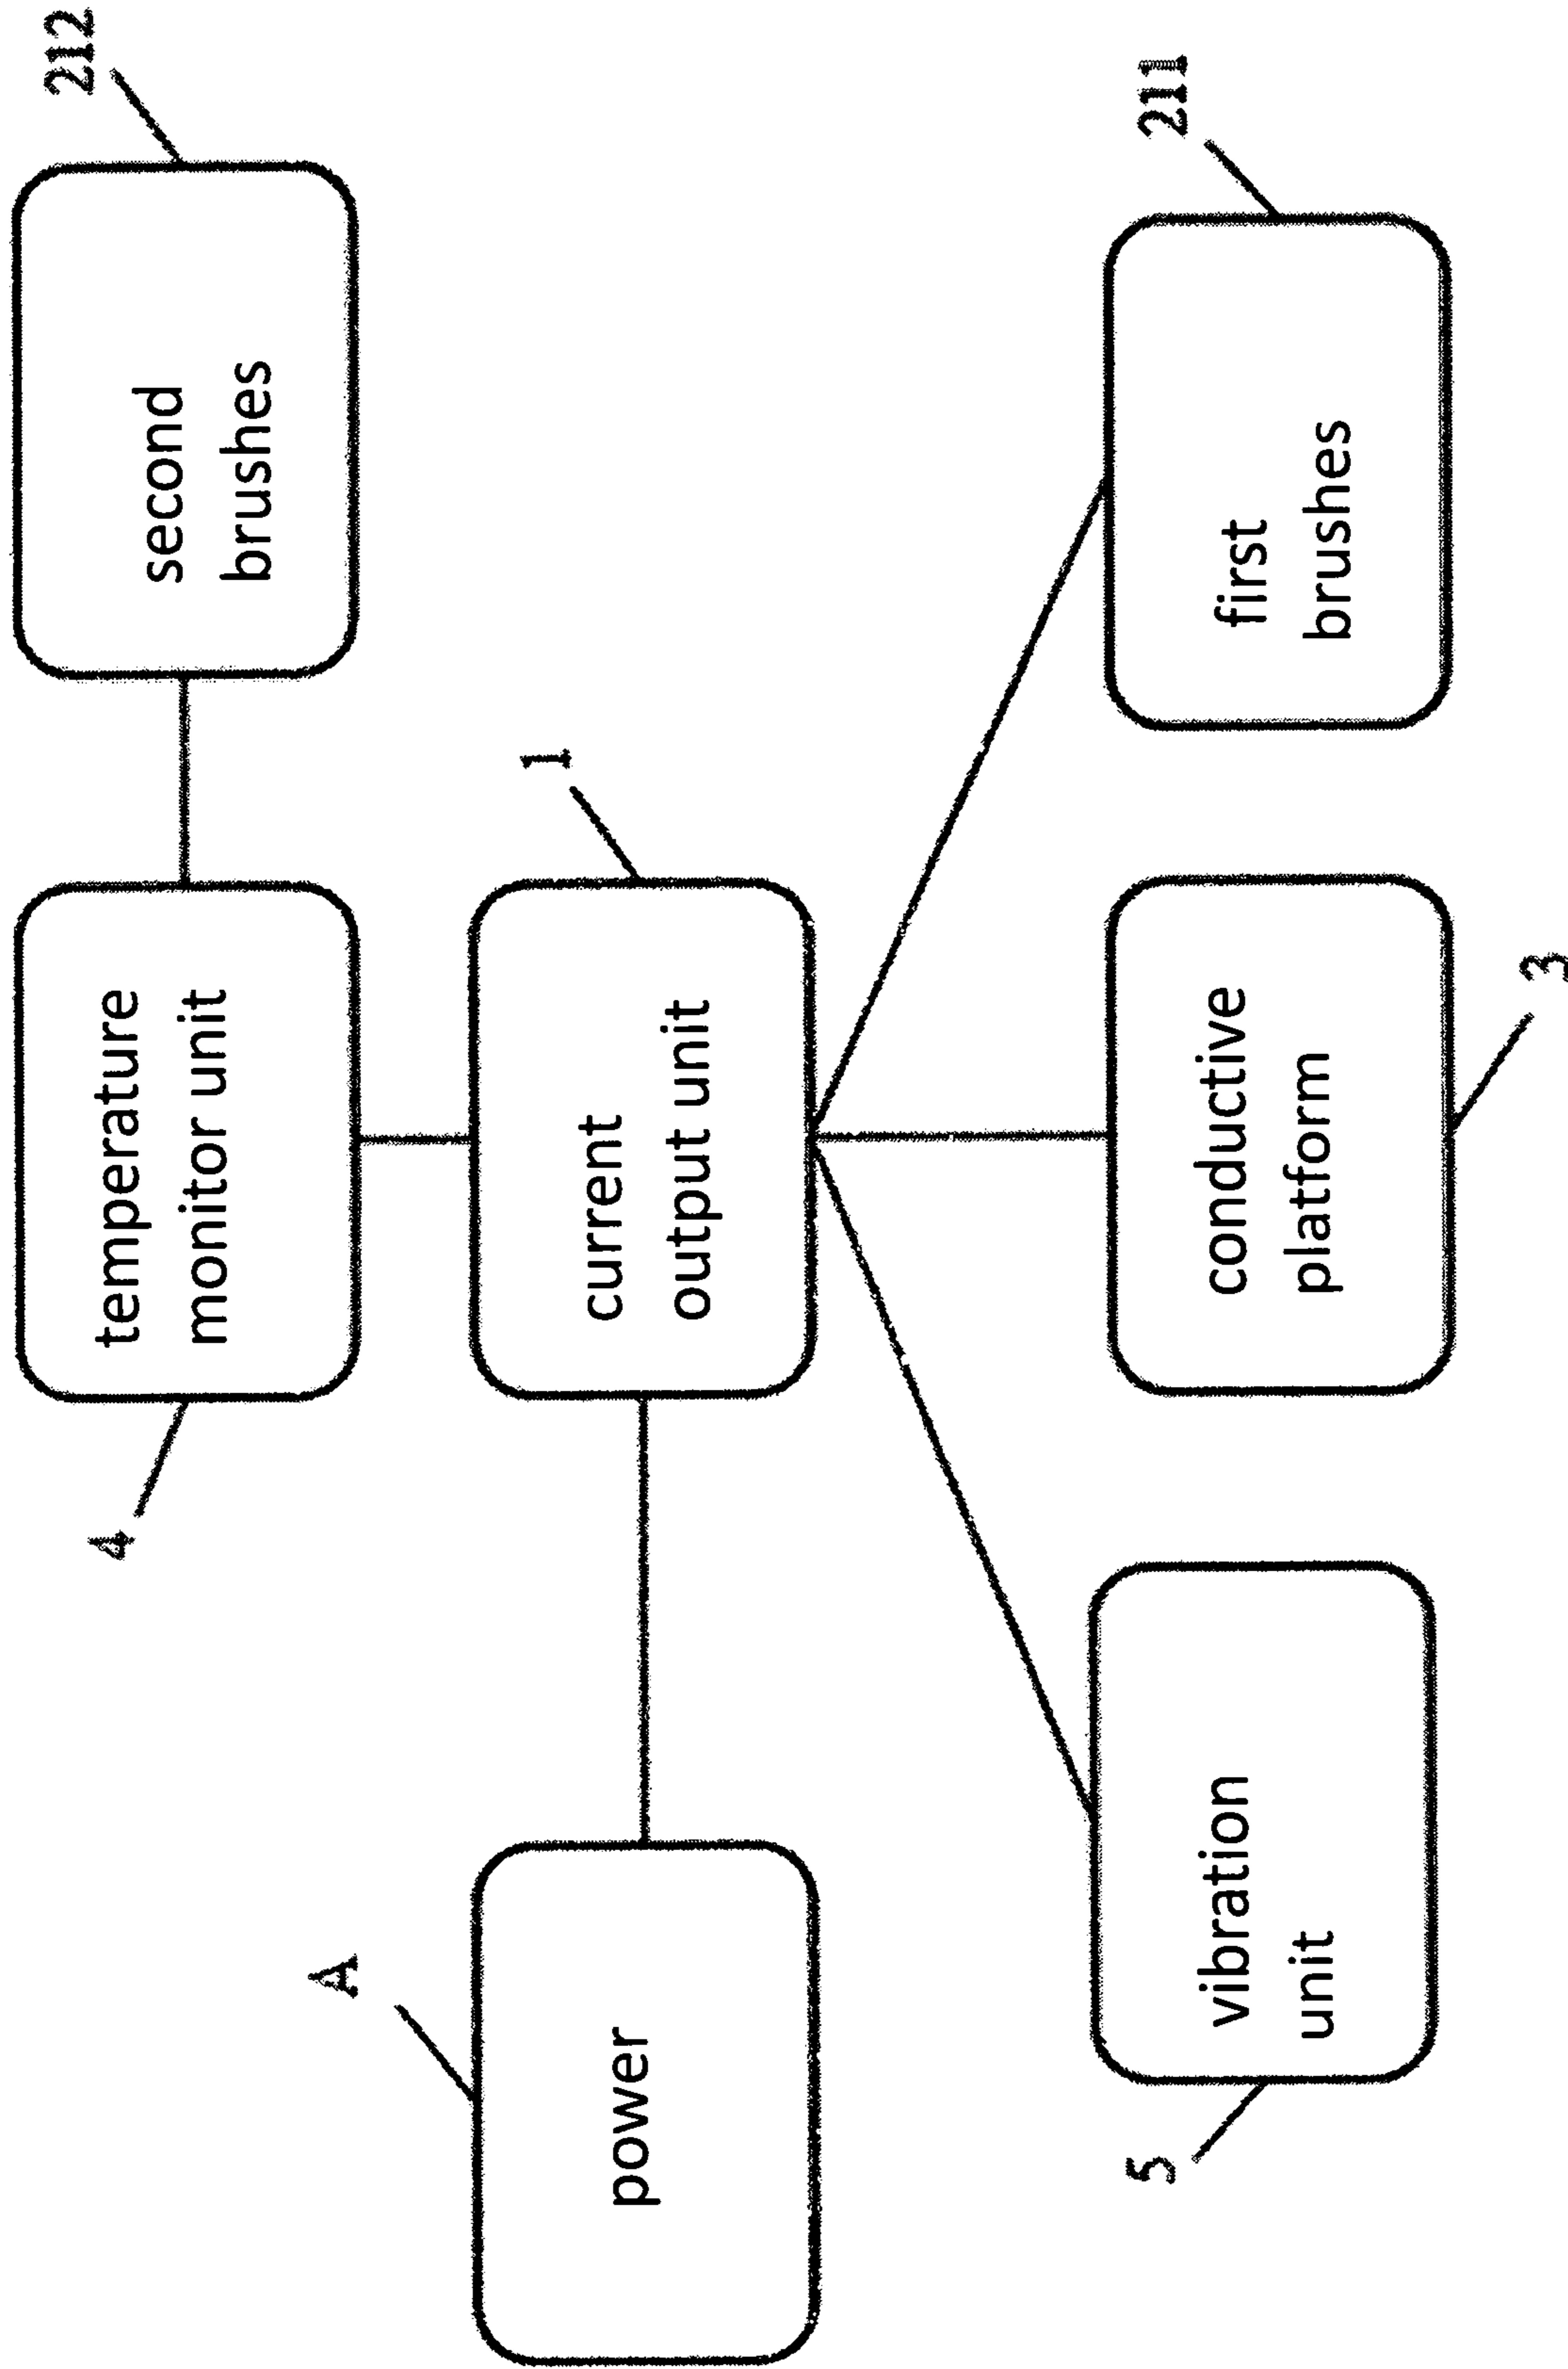 4
temperature
monitor unit
second
brushes
212
A
power
current
output unit
1
5
vibration
unit
conductive
platform
3
first
brushes
211